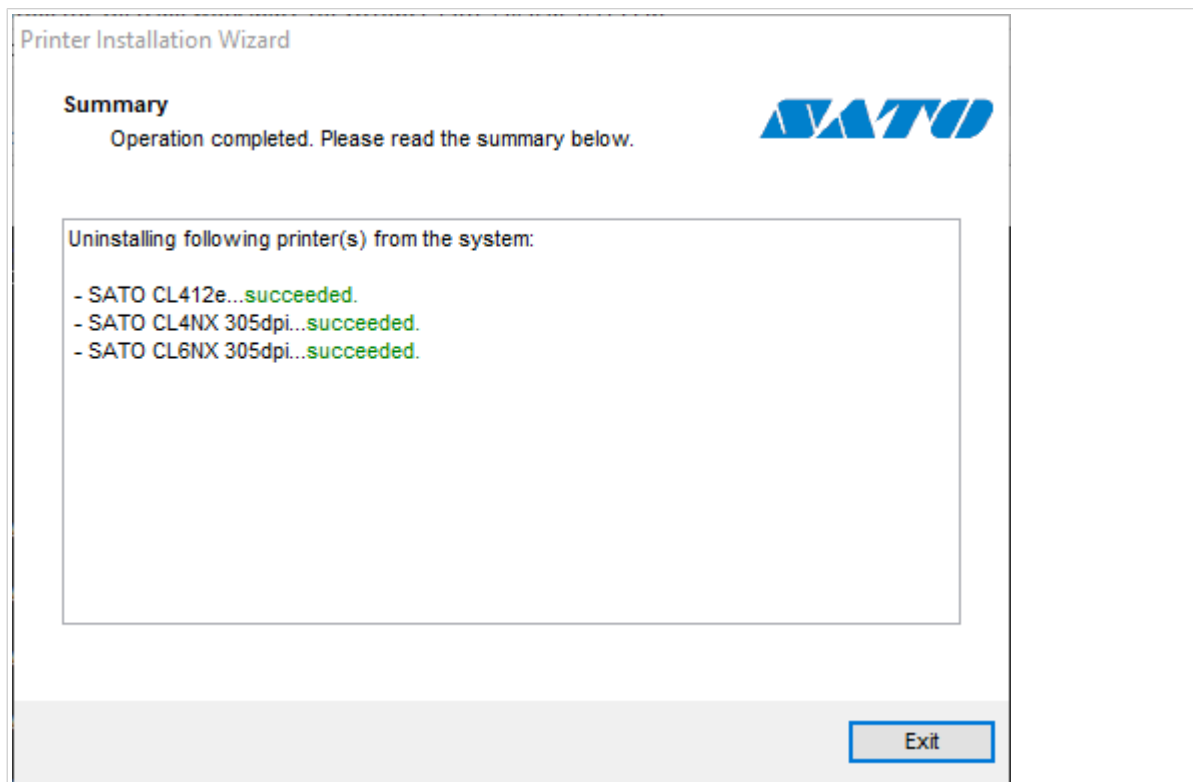 Printer Installation Wizard
Summary
Operation completed. Please read the summary below.
SATO
Uninstalling following printer(s) from the system:
- SATO CL412e...succeeded.
- SATO CL4NX 305dpi...succeeded.
- SATO CL6NX 305dpi...succeeded.
Exit